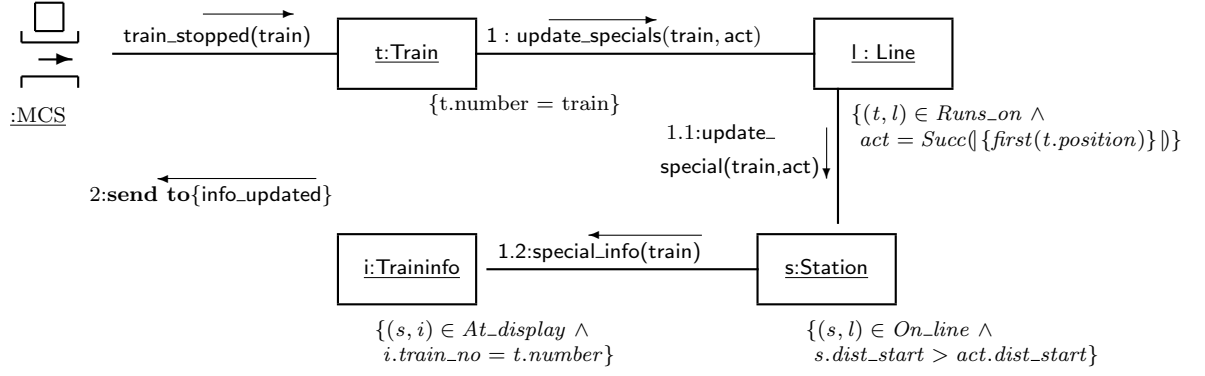 train_stopped(train)
t:Train
1 : update_specials(train, act)
l : Line
:MCS
{t.number = train}
{(t, l) ∈ Runs_on ∧
act = Succ(| {first(t.position)} |)}
1.1:update_
special(train,act)
2:send to{info_updated}
i:Traininfo
1.2:special_info(train)
s:Station
{(s, i) ∈ At_display ∧
i.train_no = t.number}
{(s, l) ∈ On_line ∧
s.dist_start > act.dist_start}